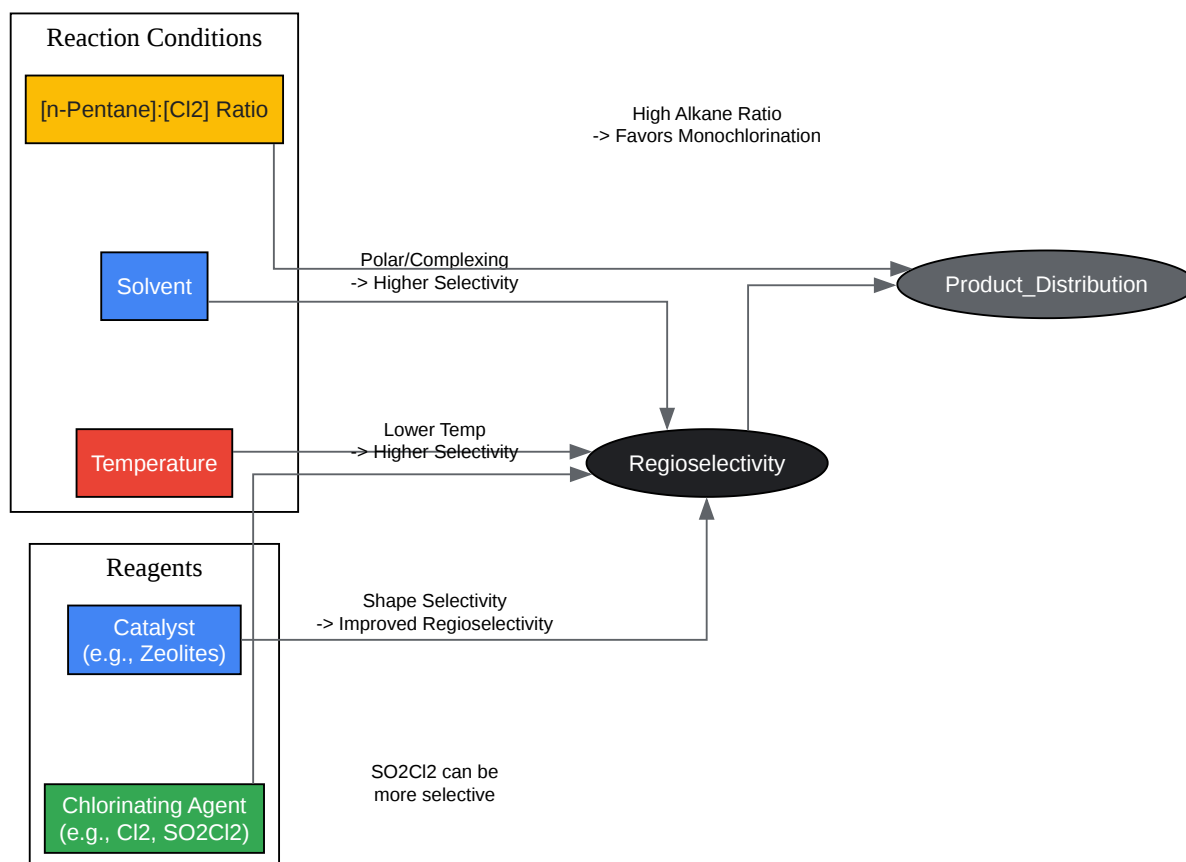 Reaction Conditions
[n-Pentane]:[Cl2] Ratio
High Alkane Ratio
-> Favors Monochlorination
Solvent
Polar/Complexing
-> Higher Selectivity
Product_Distribution
Temperature
Lower Temp
-> Higher Selectivity
Regioselectivity
Reagents
Catalyst
(e.g., Zeolites)
Shape Selectivity
-> Improved Regioselectivity
Chlorinating Agent
(e.g., Cl2, SO2Cl2)
SO2Cl2 can be
more selective